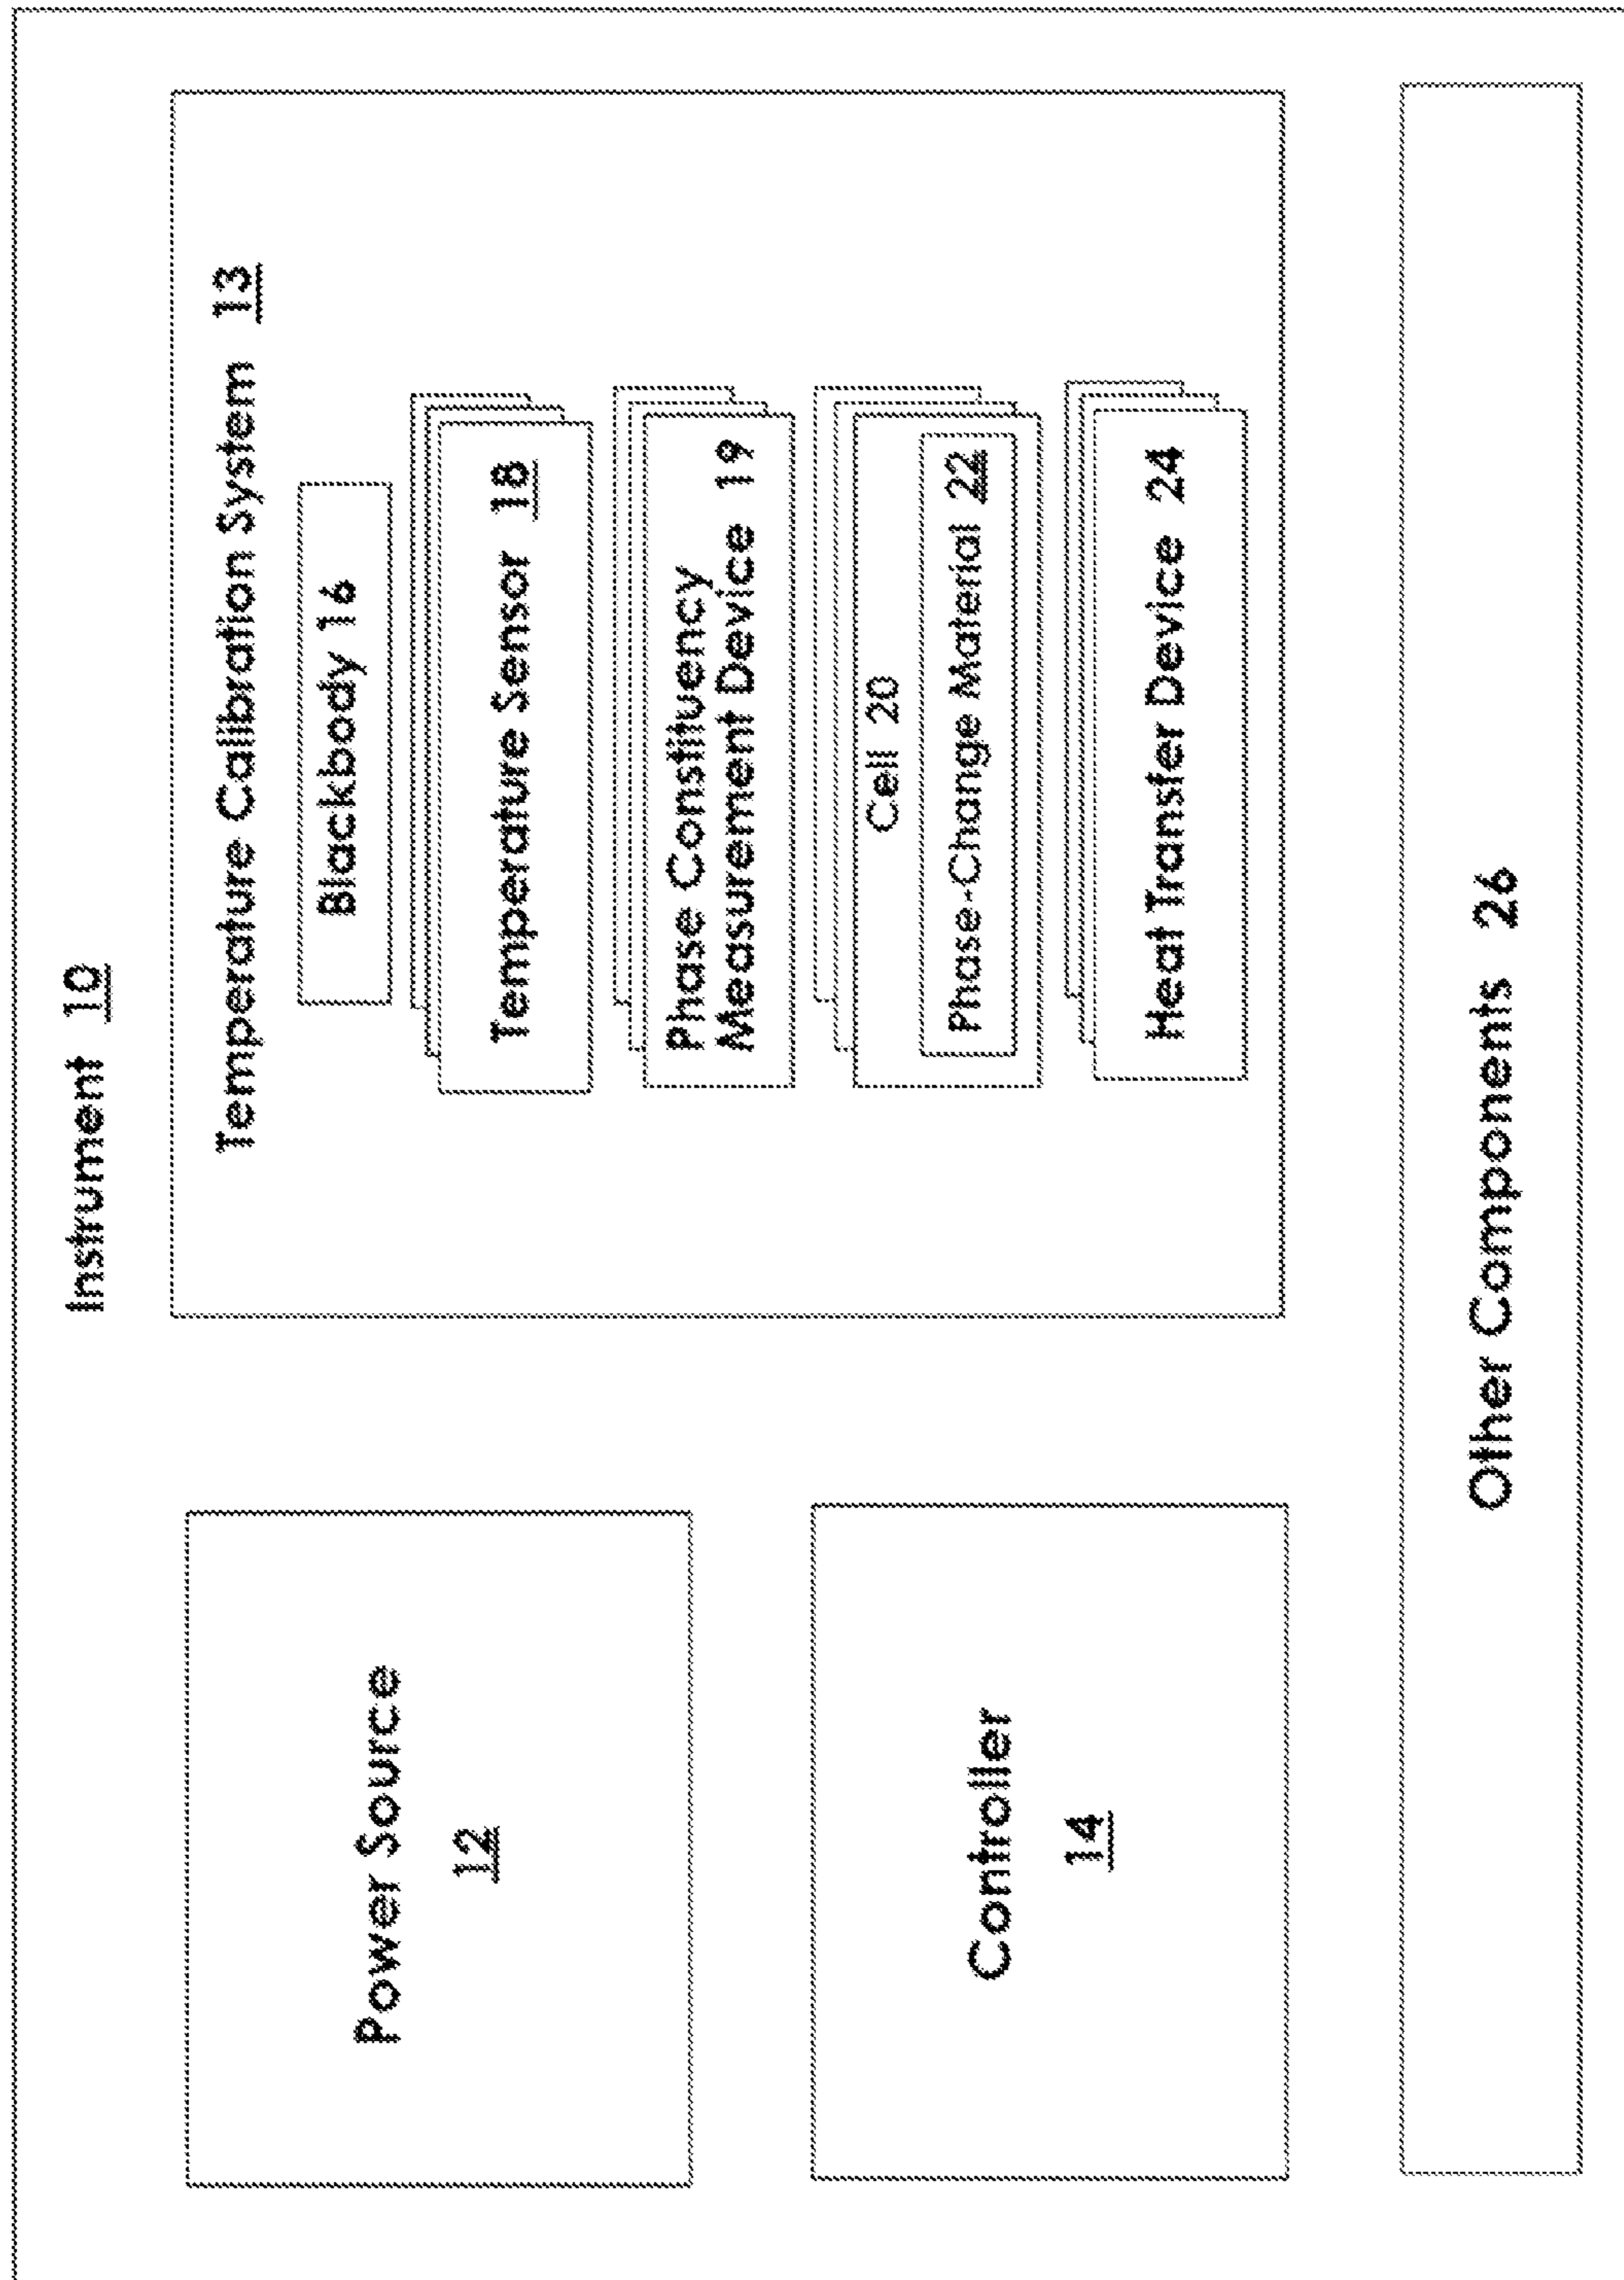 Instrument 10
Power Source
12
Controller
14
Temperature Calibration System 13
Blackbody 16
Temperature Sensor 18
Phase Constituency
Measurement Device 19
Cell 20
Phase-Change Material 22
Heat Transfer Device 24
Other Components 26